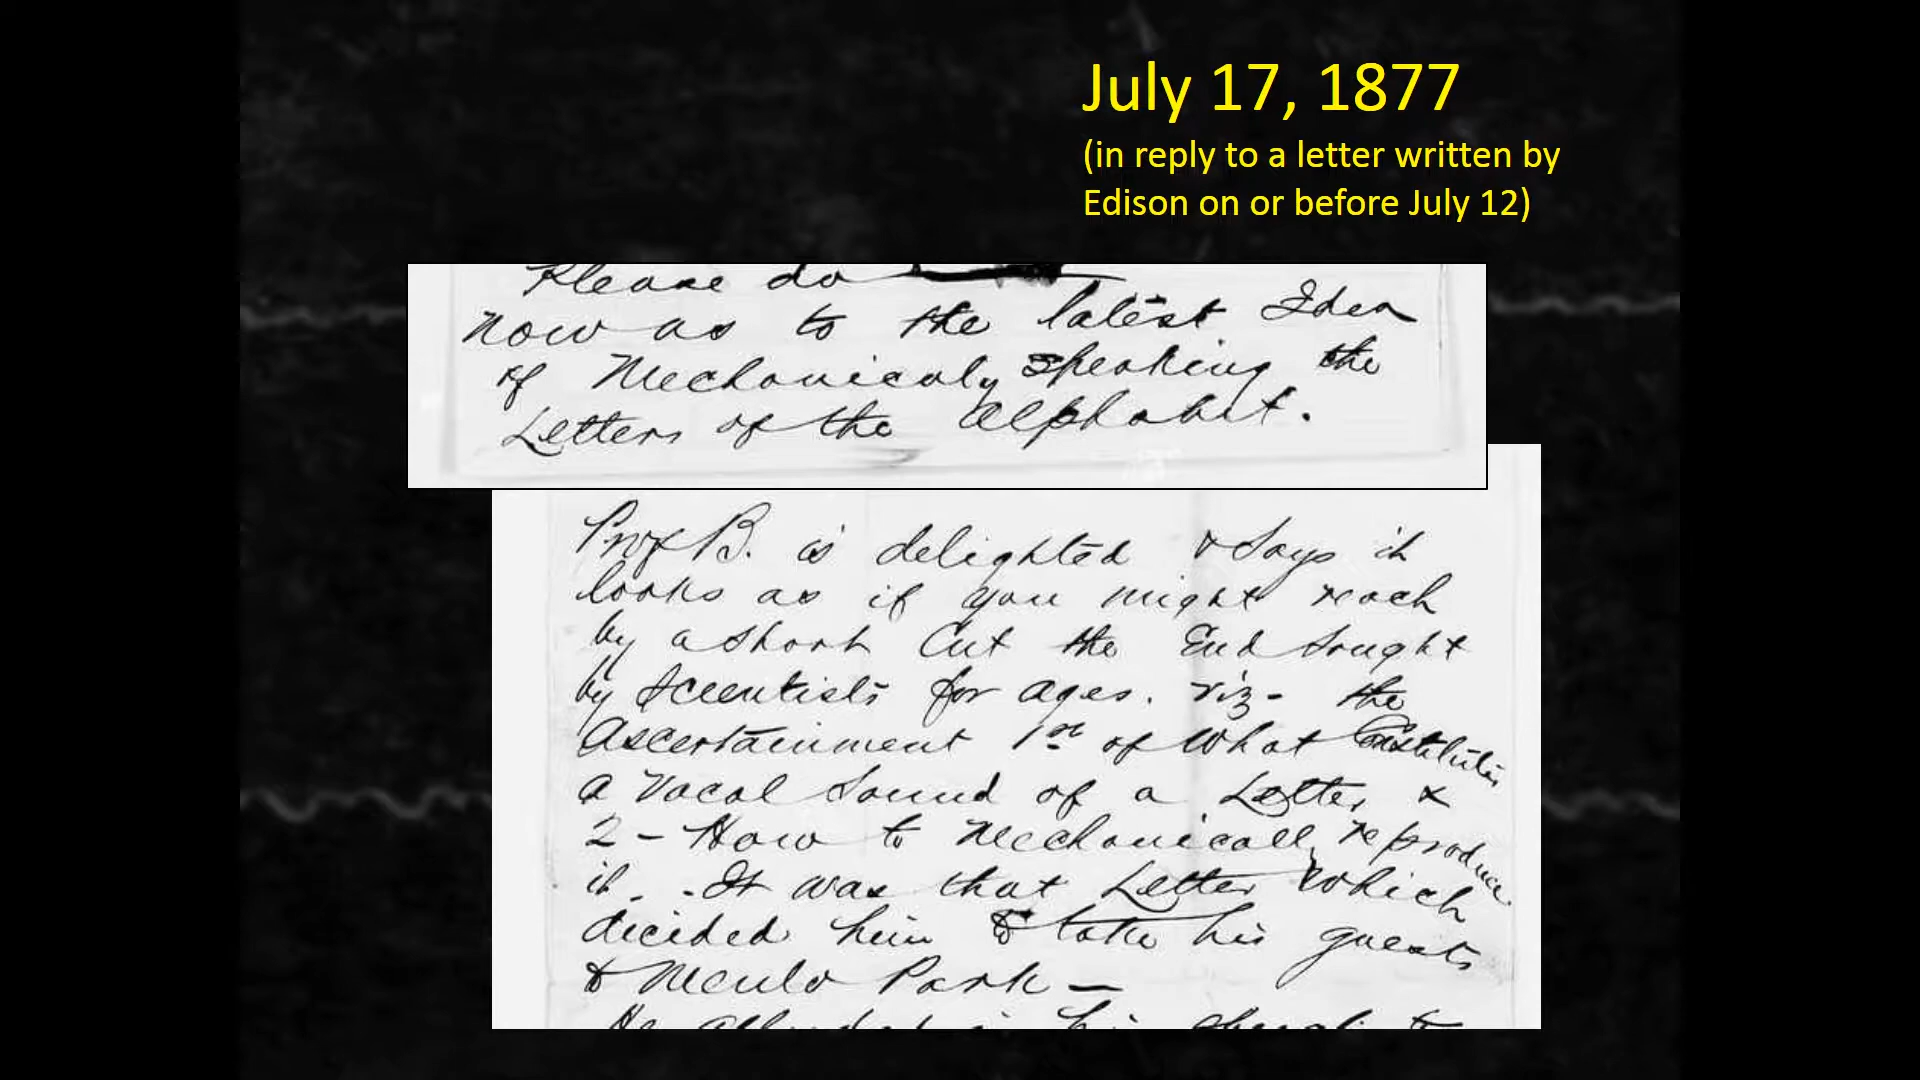 July 17, 1877
(in reply to a letter written by
Edison on or before July 12)
Please do
Now as to the latest Idea
of Mechanicaly Speaking the
Letters of the Alphabet.
Prof B. is delighted & Says it
looks as if you might reach
by a short Cut the End Sought
by Scientists for ages. viz - the
Ascertainment 1st of What Constitutes
a Vocal Sound of a Letter &
2 - How to Mechanically reproduce
it. - It was that Letter Which
decided him to take his guests
to Menlo Park —
He alluded in his